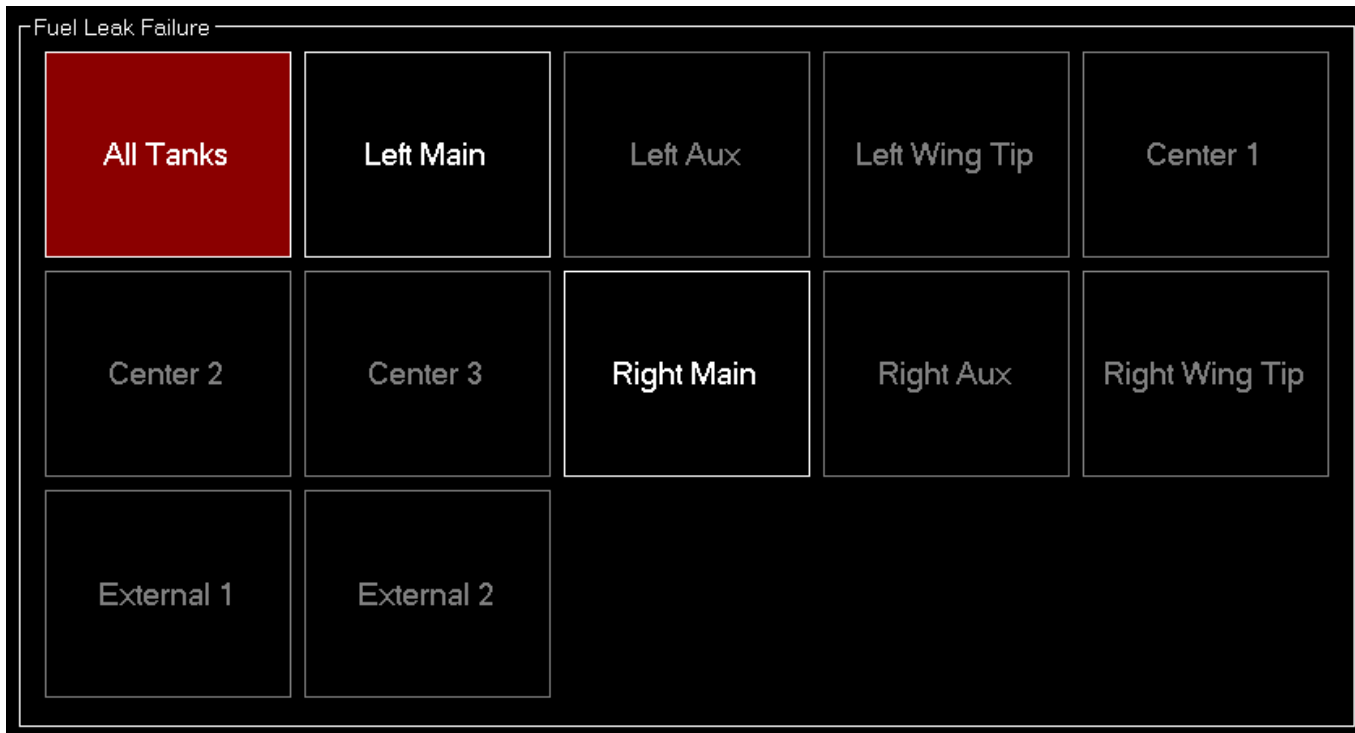 Fuel Leak Failure
All Tanks
Left Main
Left Aux
Left Wing Tip
Center 1
Center 2
Center 3
Right Main
Right Aux
Right Wing Tip
External 1
External 2